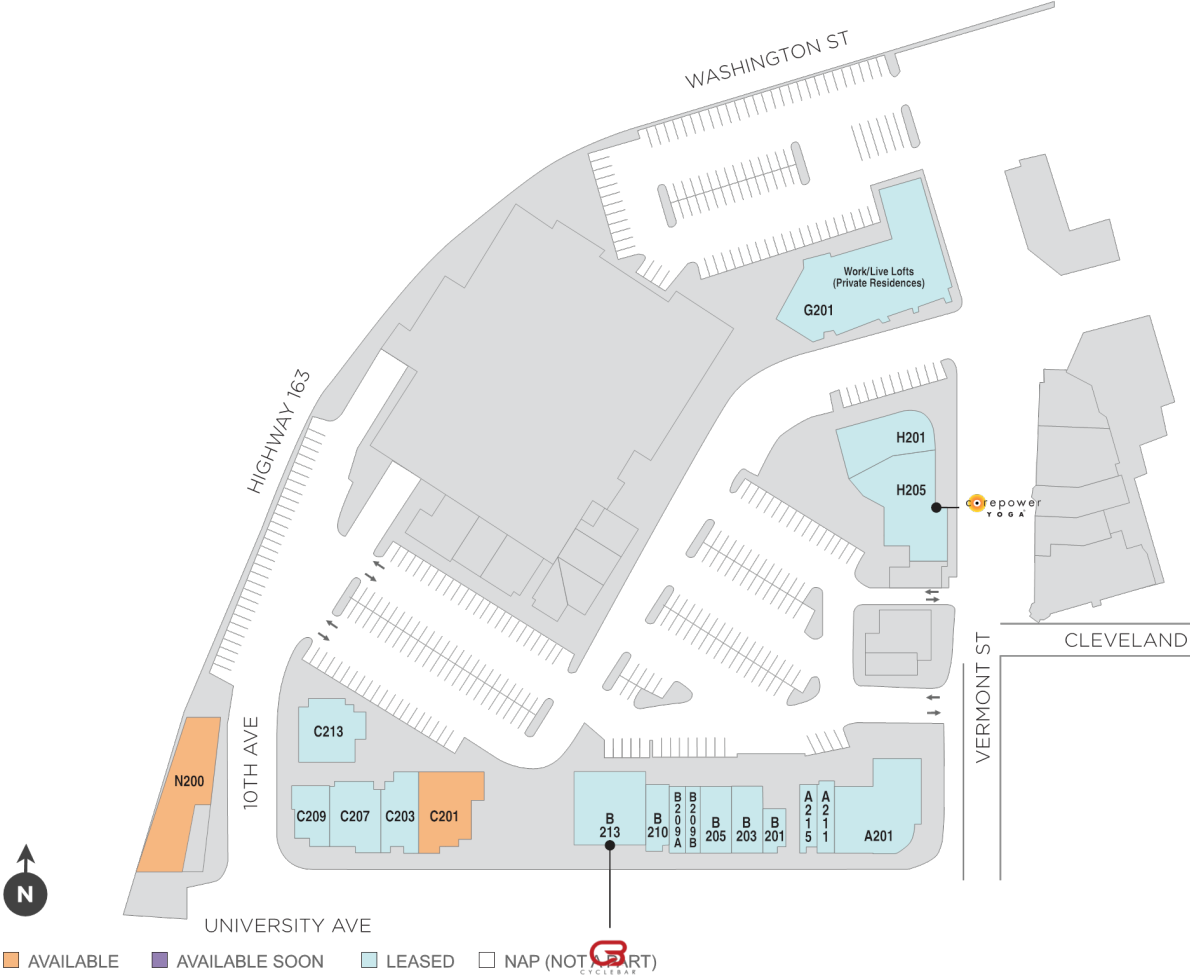 WASHINGTON ST
Work/Live Lofts
(Private Residences)
G201
HIGHWAY 163
H201
H205
corepower
YOGA
CLEVELAND
VERMONT ST
10TH AVE
C213
N200
C209
C207
C203
C201
B
213
B
210
B
2
0
9
A
B
2
0
9
B
B
205
B
203
B
201
A
2
1
5
A
2
1
1
A201
N
UNIVERSITY AVE
AVAILABLE
AVAILABLE SOON
LEASED
NAP (NOT A PART)
CYCLEBAR